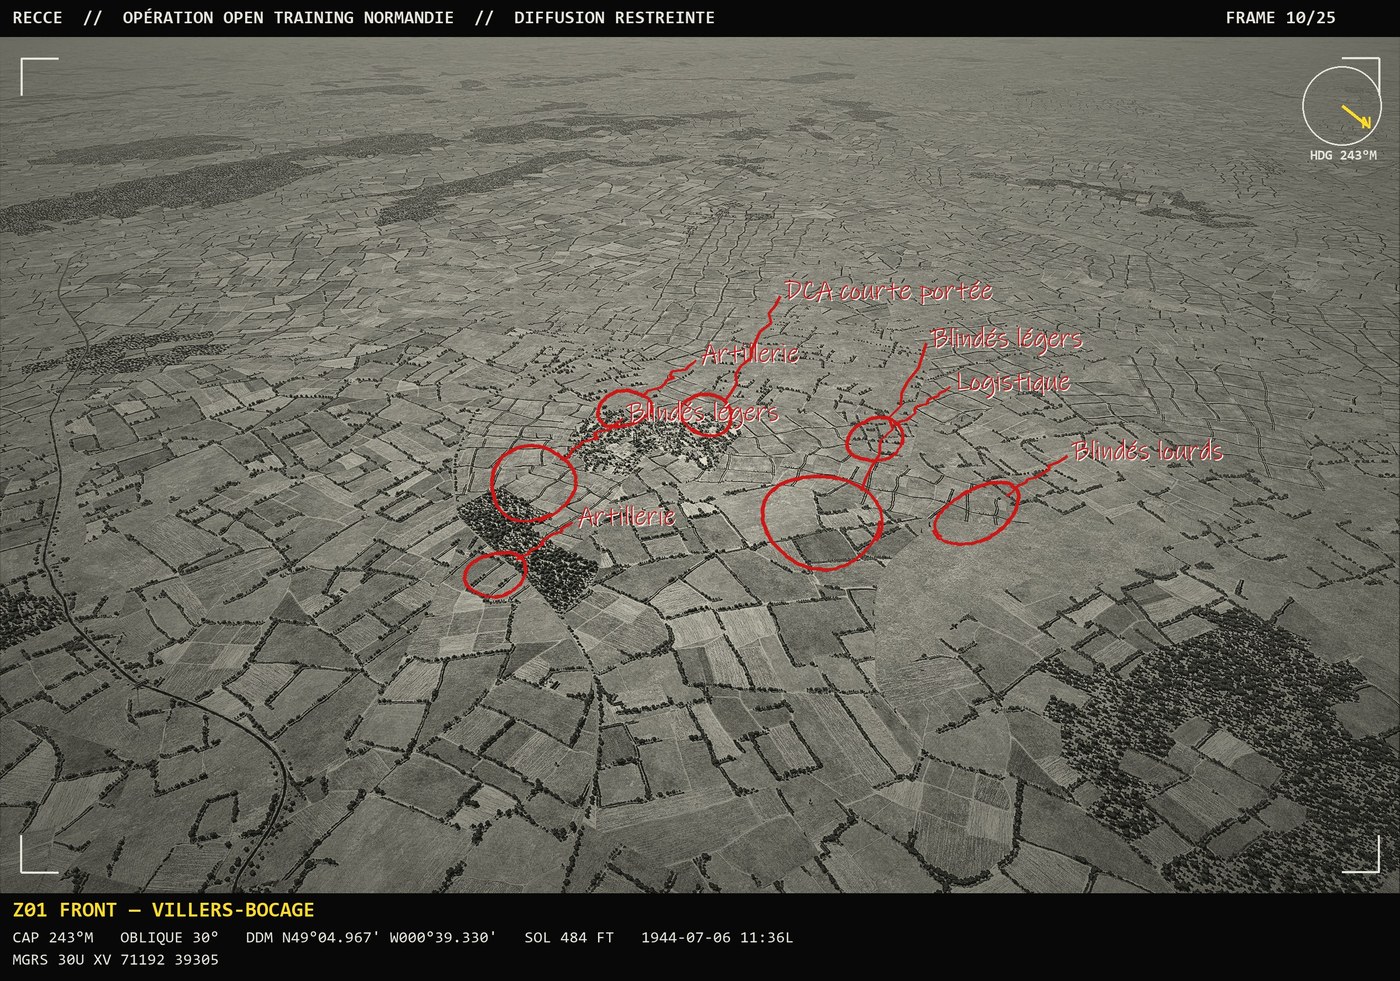 RECCE // OPÉRATION OPEN TRAINING NORMANDIE // DIFFUSION RESTREINTE FRAME 10/25
N
HDG 243°M
DCA courte portée
Blindés légers
Artillerie
Logistique
Blindés légers
Blindés lourds
Artillerie
Z01 FRONT — VILLERS-BOCAGE
CAP 243°M OBLIQUE 30° DDM N49°04.967' W000°39.330' SOL 484 FT 1944-07-06 11:36L
MGRS 30U XV 71192 39305